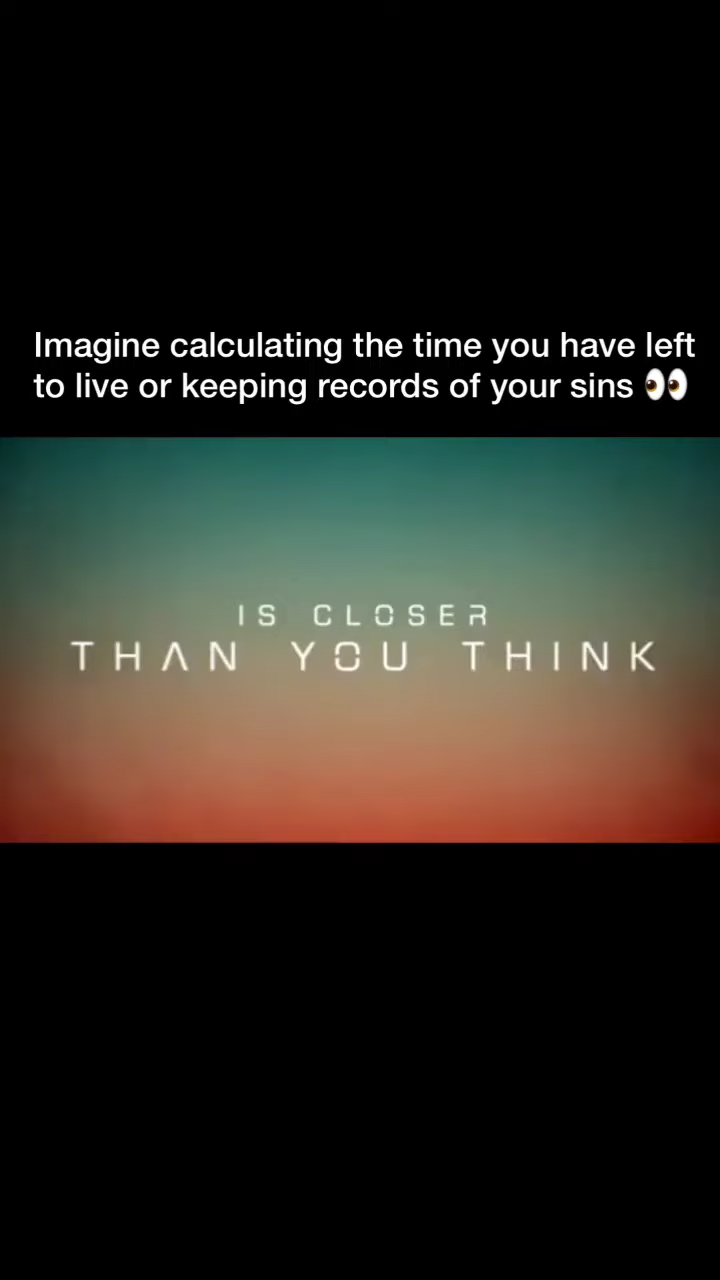 Imagine calculating the time you have left
to live or keeping records of your sins 👀
IS CLOSER
THAN YOU THINK